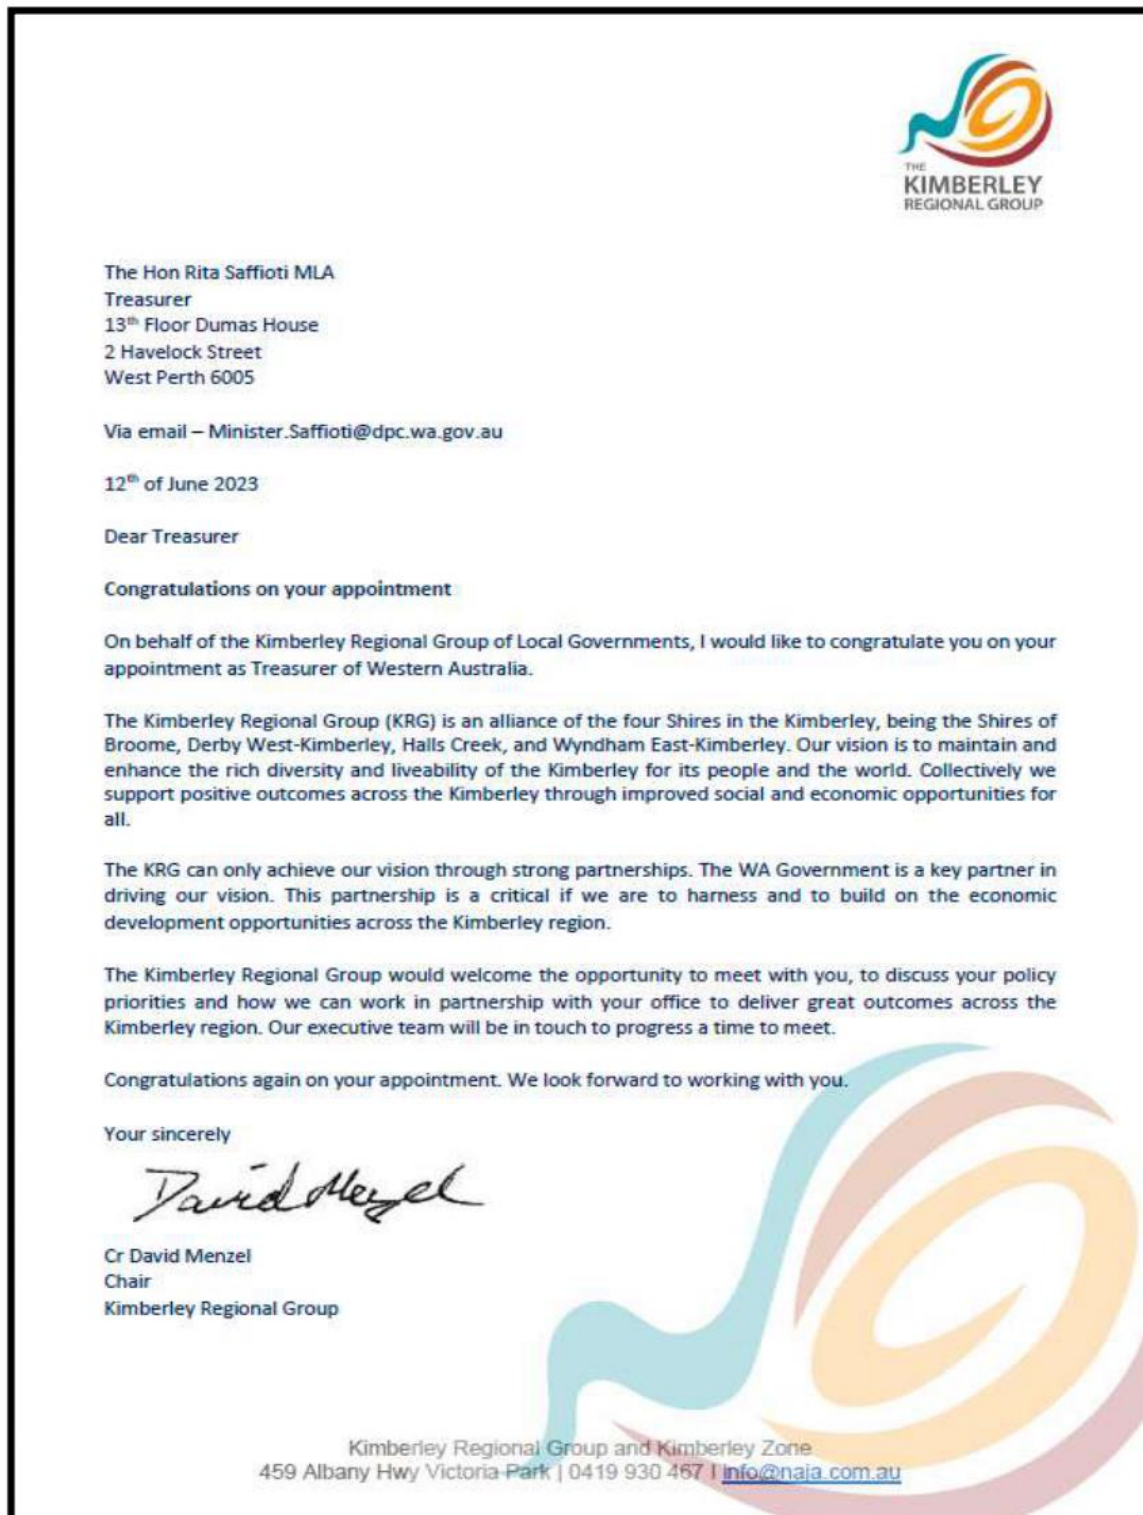 THE
KIMBERLEY
REGIONAL GROUP
The Hon Rita Saffioti MLA
Treasurer
13th Floor Dumas House
2 Havelock Street
West Perth 6005
Via email – Minister.Saffioti@dpc.wa.gov.au
12th of June 2023
Dear Treasurer
Congratulations on your appointment
On behalf of the Kimberley Regional Group of Local Governments, I would like to congratulate you on your
appointment as Treasurer of Western Australia.
The Kimberley Regional Group (KRG) is an alliance of the four Shires in the Kimberley, being the Shires of
Broome, Derby West-Kimberley, Halls Creek, and Wyndham East-Kimberley. Our vision is to maintain and
enhance the rich diversity and liveability of the Kimberley for its people and the world. Collectively we
support positive outcomes across the Kimberley through improved social and economic opportunities for
all.
The KRG can only achieve our vision through strong partnerships. The WA Government is a key partner in
driving our vision. This partnership is a critical if we are to harness and to build on the economic
development opportunities across the Kimberley region.
The Kimberley Regional Group would welcome the opportunity to meet with you, to discuss your policy
priorities and how we can work in partnership with your office to deliver great outcomes across the
Kimberley region. Our executive team will be in touch to progress a time to meet.
Congratulations again on your appointment. We look forward to working with you.
Your sincerely
David Menzel
Cr David Menzel
Chair
Kimberley Regional Group
Kimberley Regional Group and Kimberley Zone
459 Albany Hwy Victoria Park | 0419 930 467 | info@naja.com.au